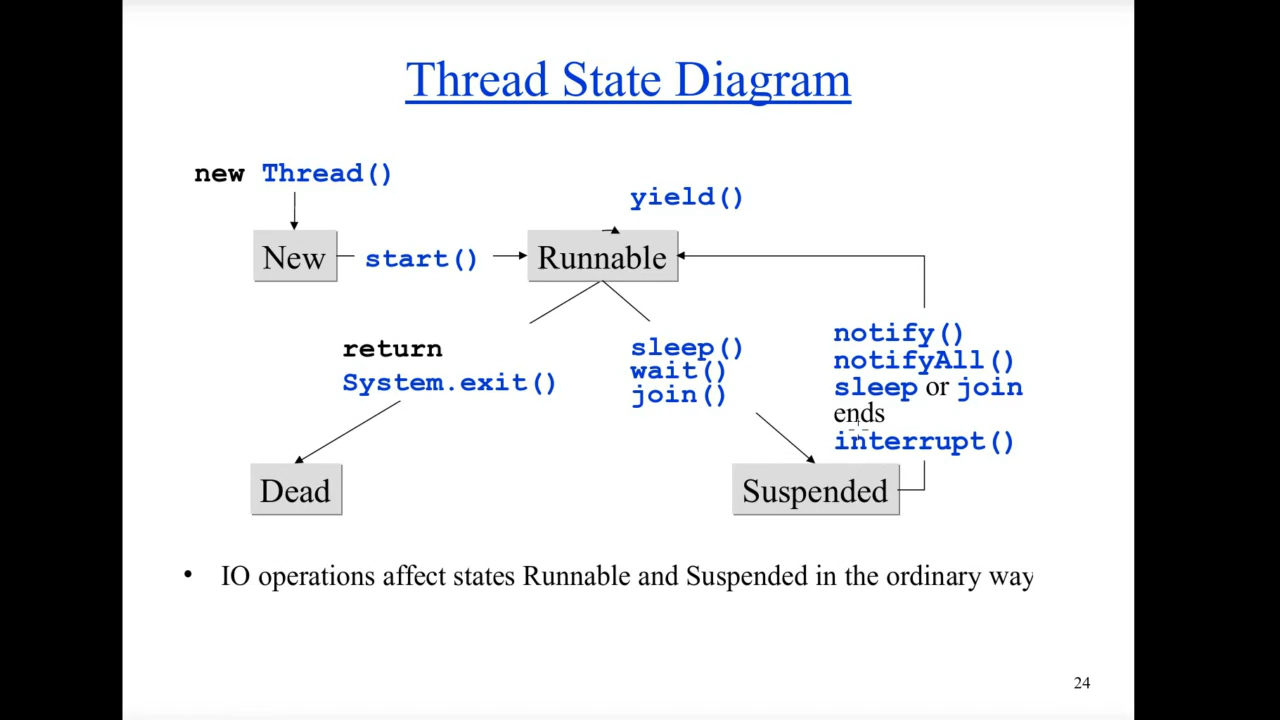 Thread State Diagram
new Thread()
yield()
New
start()
Runnable
return
System.exit()
sleep()
wait()
join()
notify()
notifyAll()
sleep or join
ends
interrupt()
Dead
Suspended
• IO operations affect states Runnable and Suspended in the ordinary way
24